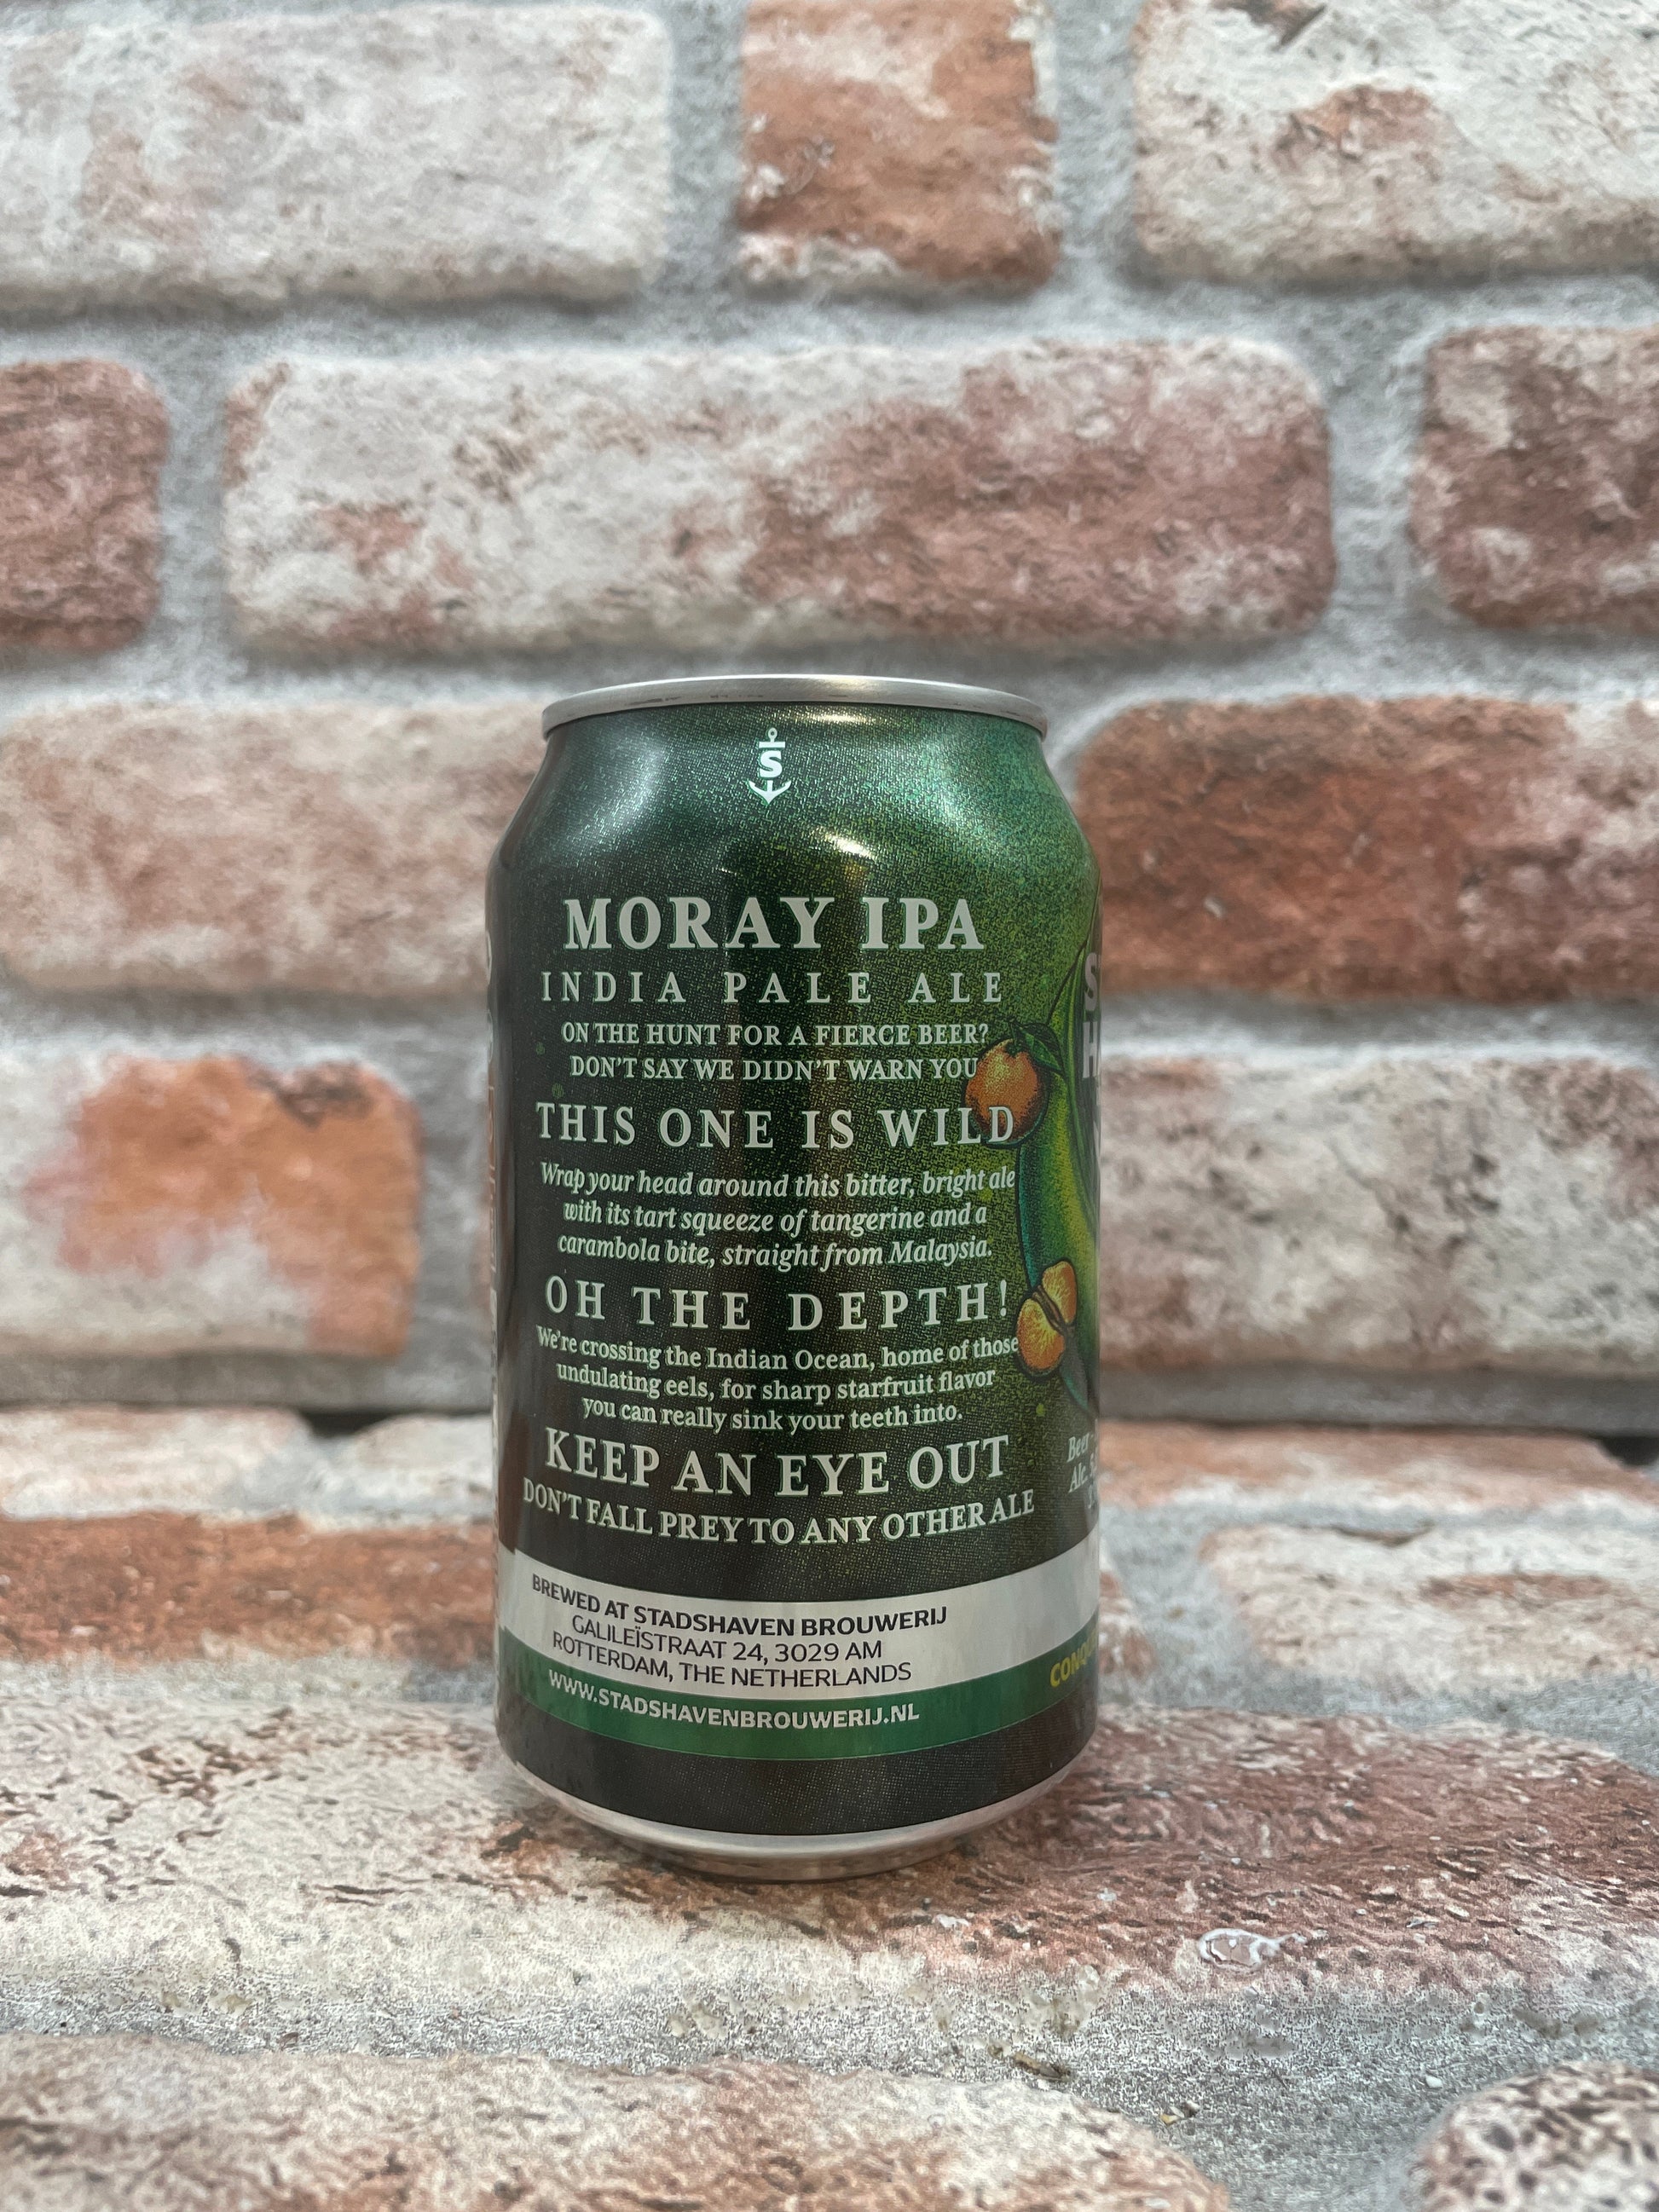 S
MORAY IPA
INDIA PALE ALE
ON THE HUNT FOR A FIERCE BEER?
DON'T SAY WE DIDN'T WARN YOU
THIS ONE IS WILD
Wrap your head around this bitter, bright ale
with its tart squeeze of tangerine and a
carambola bite, straight from Malaysia.
OH THE DEPTH!
We're crossing the Indian Ocean, home of those
undulating eels, for sharp starfruit flavor
you can really sink your teeth into.
KEEP AN EYE OUT
DON'T FALL PREY TO ANY OTHER ALE
BREWED AT STADSHAVEN BROUWERIJ
GALILEÏSTRAAT 24, 3029 AM
ROTTERDAM, THE NETHERLANDS
WWW.STADSHAVENBROUWERIJ.NL
Beer
Alc.